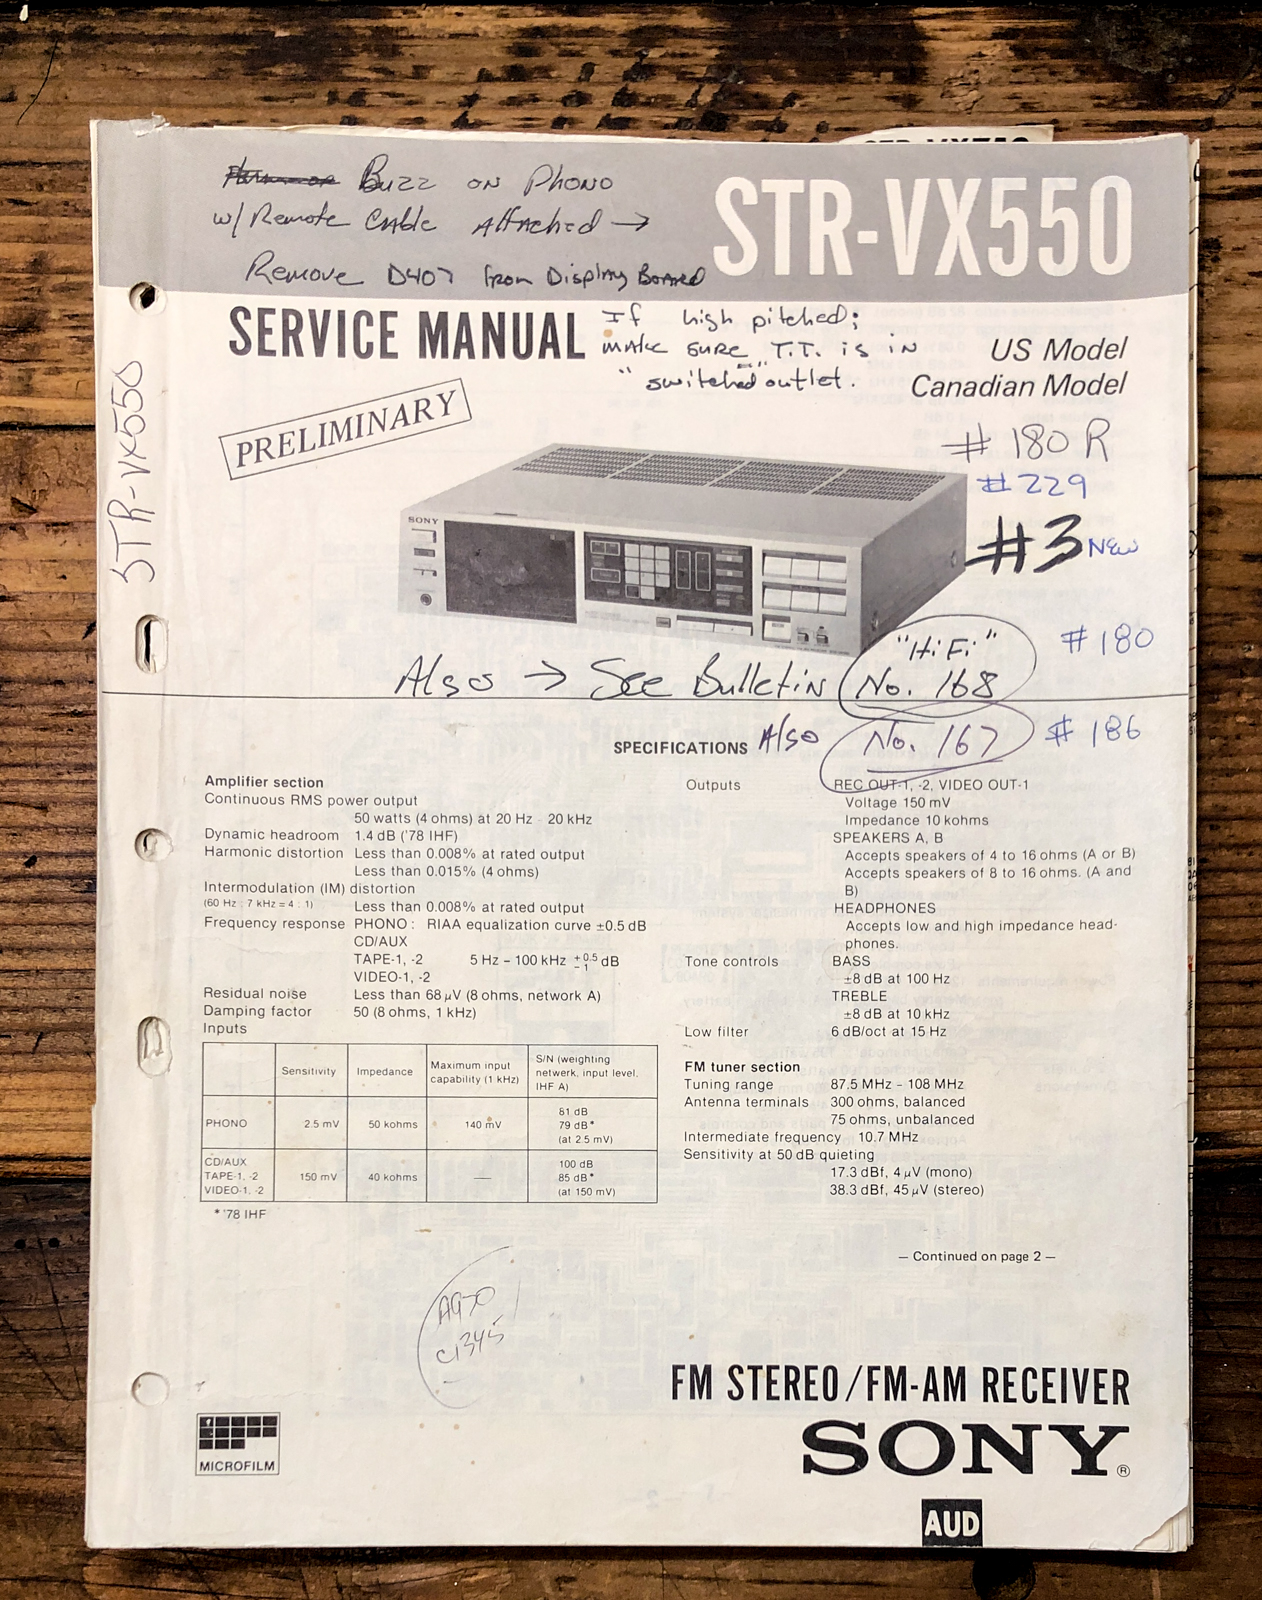 Buzz on Phono
w/ Remote Cable Attached →
Remove D407 from Display Board
STR-VX550
SERVICE MANUAL
If high pitched;
make sure T.T. is in
"switched" outlet.
US Model
Canadian Model
PRELIMINARY
STR-VX550
# 180 R
# 229
#3 New
SONY
"HiFi"
# 180
Also → See Bulletin No. 168
SPECIFICATIONS
Also No. 167
# 186
Amplifier section
Continuous RMS power output
50 watts (4 ohms) at 20 Hz - 20 kHz
Dynamic headroom 1.4 dB ('78 IHF)
Harmonic distortion Less than 0.008% at rated output
Less than 0.015% (4 ohms)
Intermodulation (IM) distortion
(60 Hz : 7 kHz = 4 : 1) Less than 0.008% at rated output
Frequency response PHONO: RIAA equalization curve ±0.5 dB
CD/AUX
TAPE-1, -2 5 Hz – 100 kHz +0.5 −1 dB
VIDEO-1, -2
Residual noise Less than 68 μV (8 ohms, network A)
Damping factor 50 (8 ohms, 1 kHz)
Inputs
Sensitivity Impedance Maximum input capability (1 kHz) S/N (weighting netwerk, input level, IHF A)
PHONO 2.5 mV 50 kohms 140 mV 81 dB 79 dB* (at 2.5 mV)
CD/AUX TAPE-1, -2 VIDEO-1, -2 150 mV 40 kohms — 100 dB 85 dB* (at 150 mV)
* '78 IHF
Outputs REC OUT-1, -2, VIDEO OUT-1
Voltage 150 mV
Impedance 10 kohms
SPEAKERS A, B
Accepts speakers of 4 to 16 ohms (A or B)
Accepts speakers of 8 to 16 ohms. (A and
B)
HEADPHONES
Accepts low and high impedance head-
phones.
Tone controls BASS
±8 dB at 100 Hz
TREBLE
±8 dB at 10 kHz
Low filter 6 dB/oct at 15 Hz
FM tuner section
Tuning range 87.5 MHz – 108 MHz
Antenna terminals 300 ohms, balanced
75 ohms, unbalanced
Intermediate frequency 10.7 MHz
Sensitivity at 50 dB quieting
17.3 dBf, 4 μV (mono)
38.3 dBf, 45 μV (stereo)
— Continued on page 2 —
C1345
FM STEREO/FM-AM RECEIVER
SONY®
MICROFILM
AUD